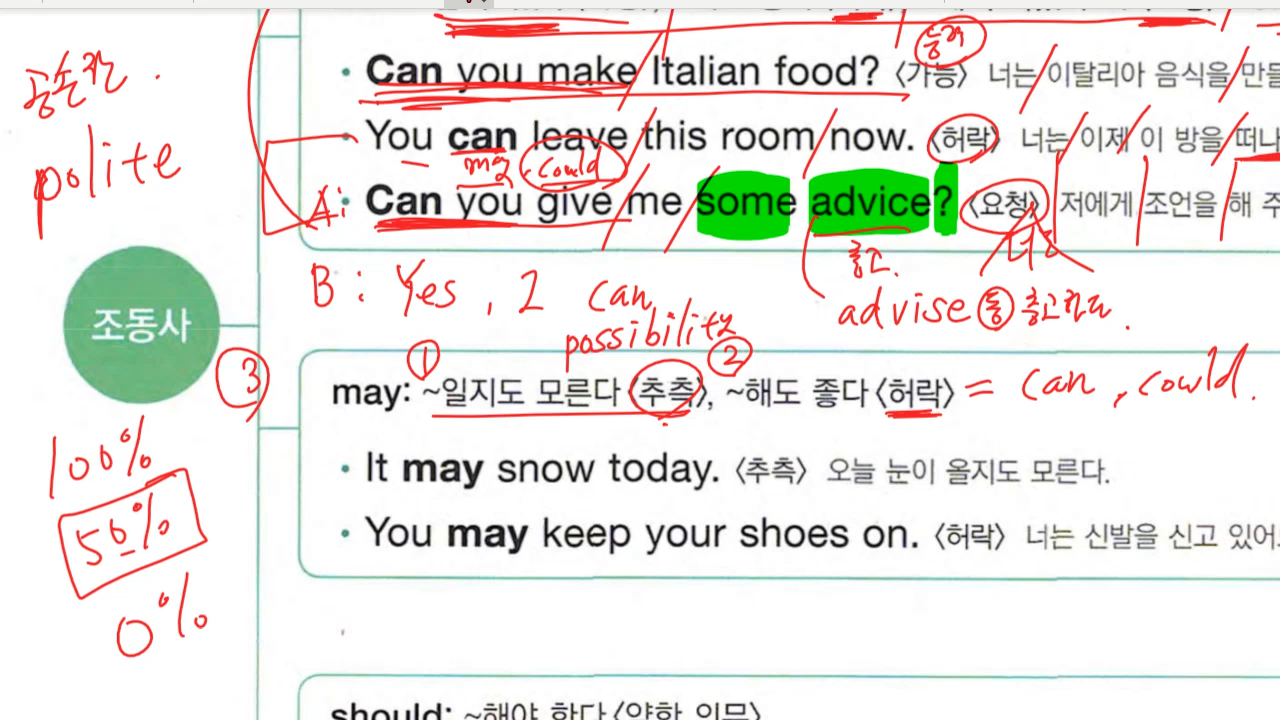 능력
공손한 .
• Can you make Italian food? 〈가능〉 너는 이탈리아 음식을 만들
polite
• You can leave this room now. 〈허락〉 너는 이제 이 방을 떠나
may , could
A: • Can you give me some advice? 〈요청〉 저에게 조언을 해 주
충고.
B : Yes, I can
advise 동 충고하다.
조동사
possibility
③ ① ②
may: ~일지도 모른다 〈추측〉, ~해도 좋다 〈허락〉 = can , could.
100%
• It may snow today. 〈추측〉 오늘 눈이 올지도 모른다.
50%
• You may keep your shoes on. 〈허락〉 너는 신발을 신고 있어
0%
should: ~해야 한다 〈약한 의무〉